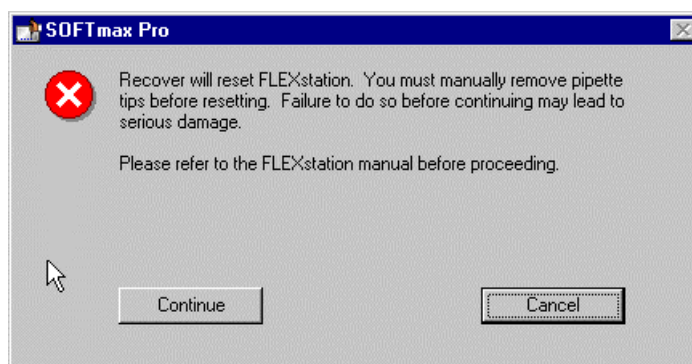 SOFTmax Pro
Recover will reset FLEXstation.  You must manually remove pipette
tips before resetting.  Failure to do so before continuing may lead to
serious damage.
Please refer to the FLEXstation manual before proceeding.
Continue
Cancel